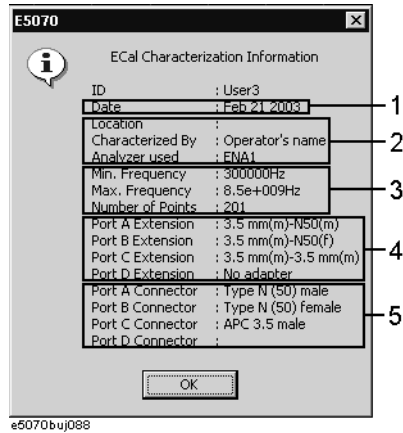 E5070
ECal Characterization Information
ID : User3
Date : Feb 21 2003
1
Location :
Characterized By : Operator's name
2
Analyzer used : ENA1
Min. Frequency : 300000Hz
Max. Frequency : 8.5e+009Hz
3
Number of Points : 201
Port A Extension : 3.5 mm(m)-N50(m)
Port B Extension : 3.5 mm(m)-N50(f)
4
Port C Extension : 3.5 mm(m)-3.5 mm(m)
Port D Extension : No adapter
Port A Connector : Type N (50) male
Port B Connector : Type N (50) female
5
Port C Connector : APC 3.5 male
Port D Connector :
OK
e5070buj088